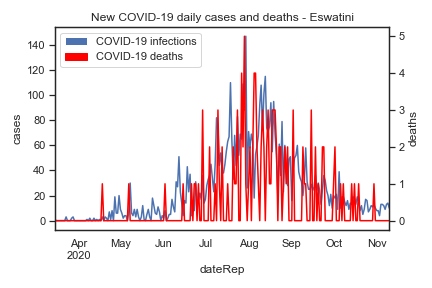 New COVID-19 daily cases and deaths - Eswatini
COVID-19 infections
COVID-19 deaths
140
120
100
80
60
40
20
0
cases
5
4
3
2
1
0
deaths
Apr May Jun Jul Aug Sep Oct Nov
2020
dateRep